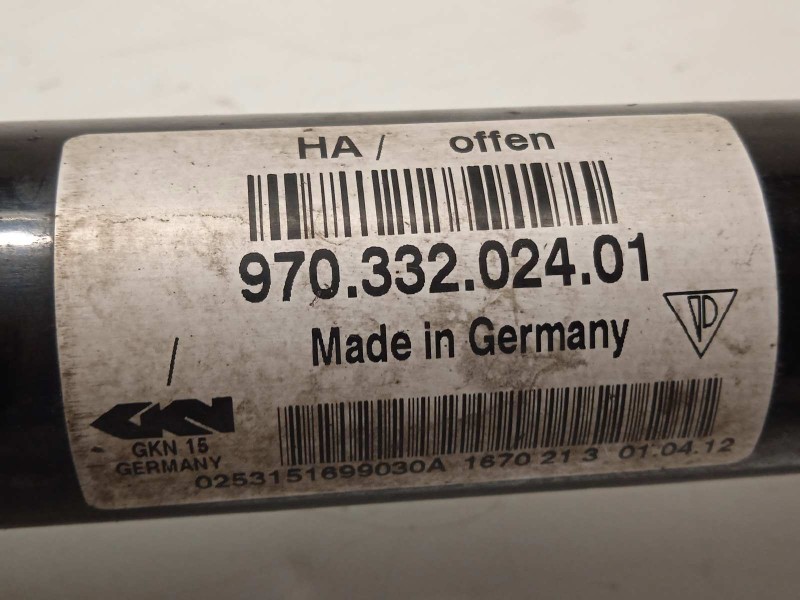 HA/ offen
970.332.024.01
Made in Germany
/
GKN
GKN 15
GERMANY
0253151699030A 1670 21 3 01.04.12